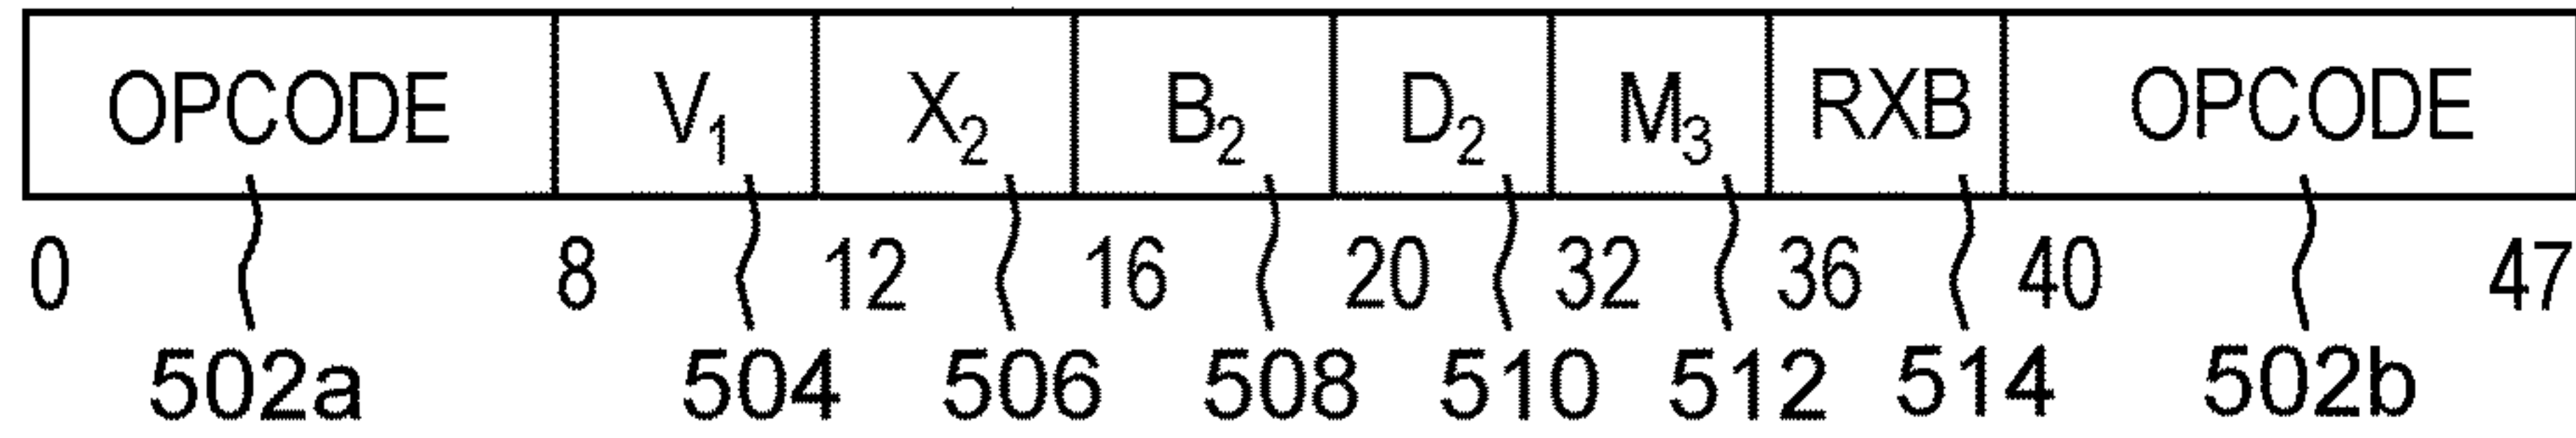 OPCODE V₁ X₂ B₂ D₂ M₃ RXB OPCODE
0 8 12 16 20 32 36 40 47
502a 504 506 508 510 512 514 502b